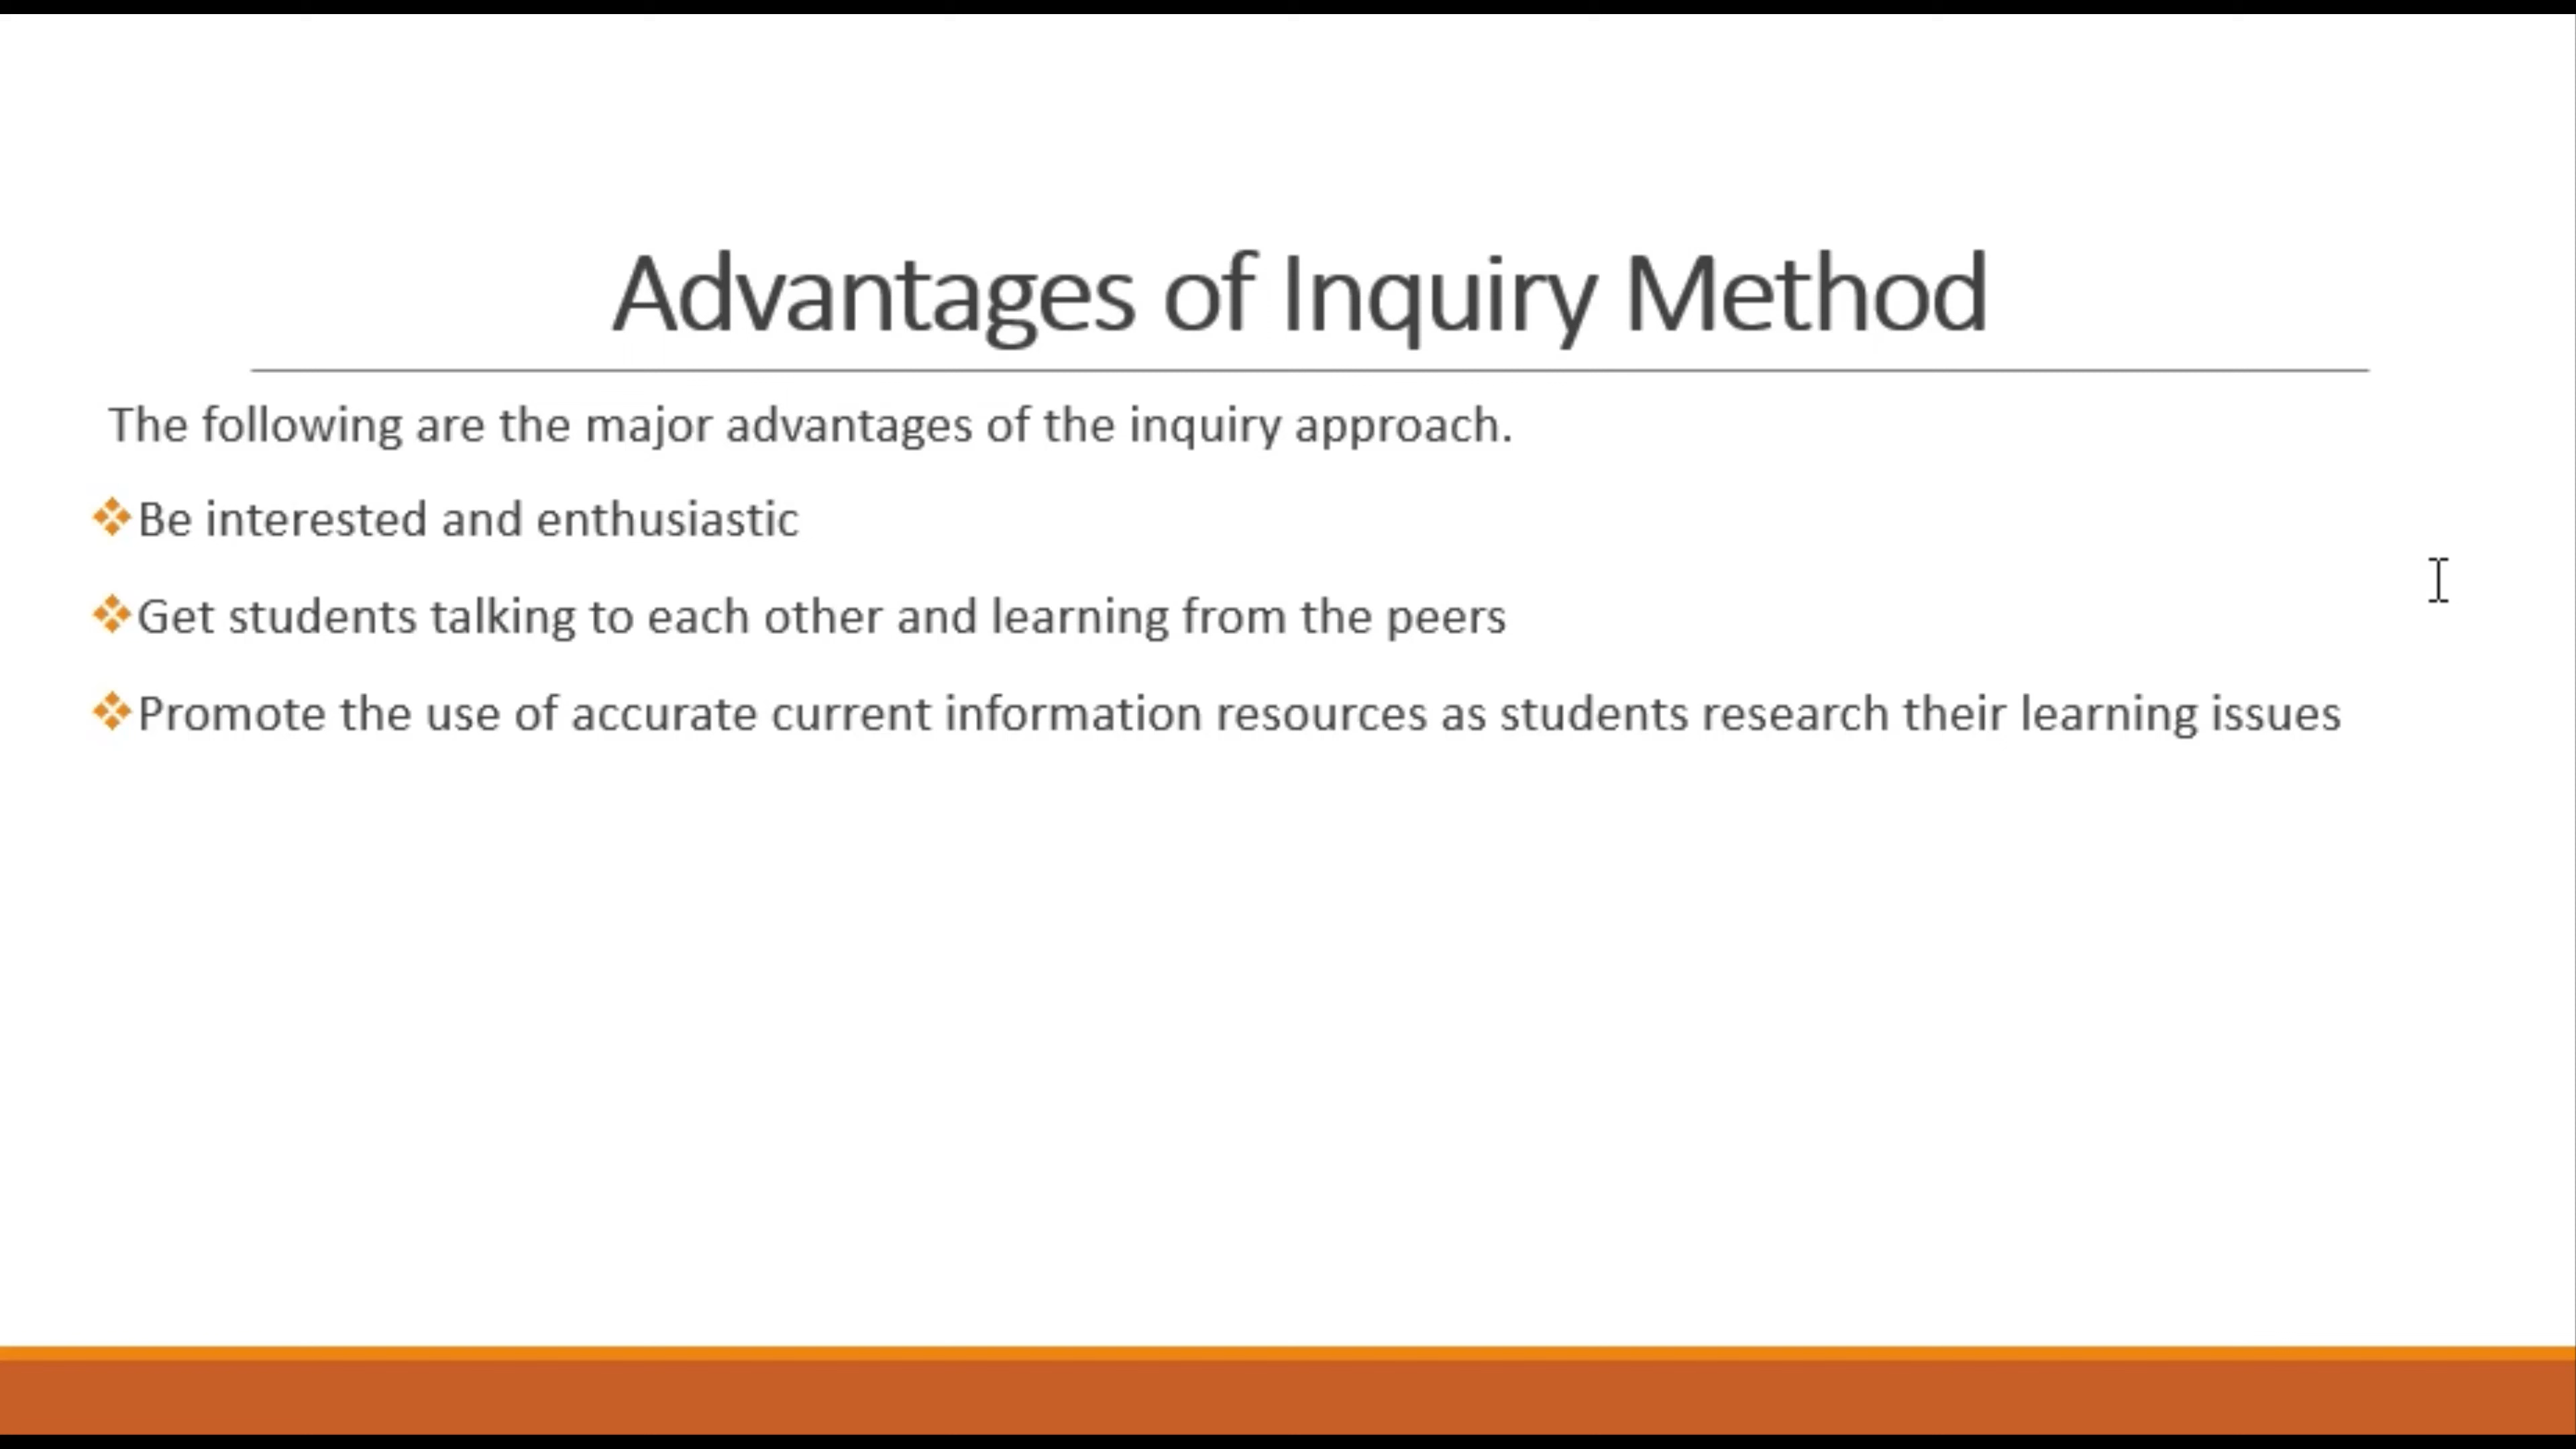 Advantages of Inquiry Method
The following are the major advantages of the inquiry approach.
Be interested and enthusiastic
Get students talking to each other and learning from the peers
Promote the use of accurate current information resources as students research their learning issues